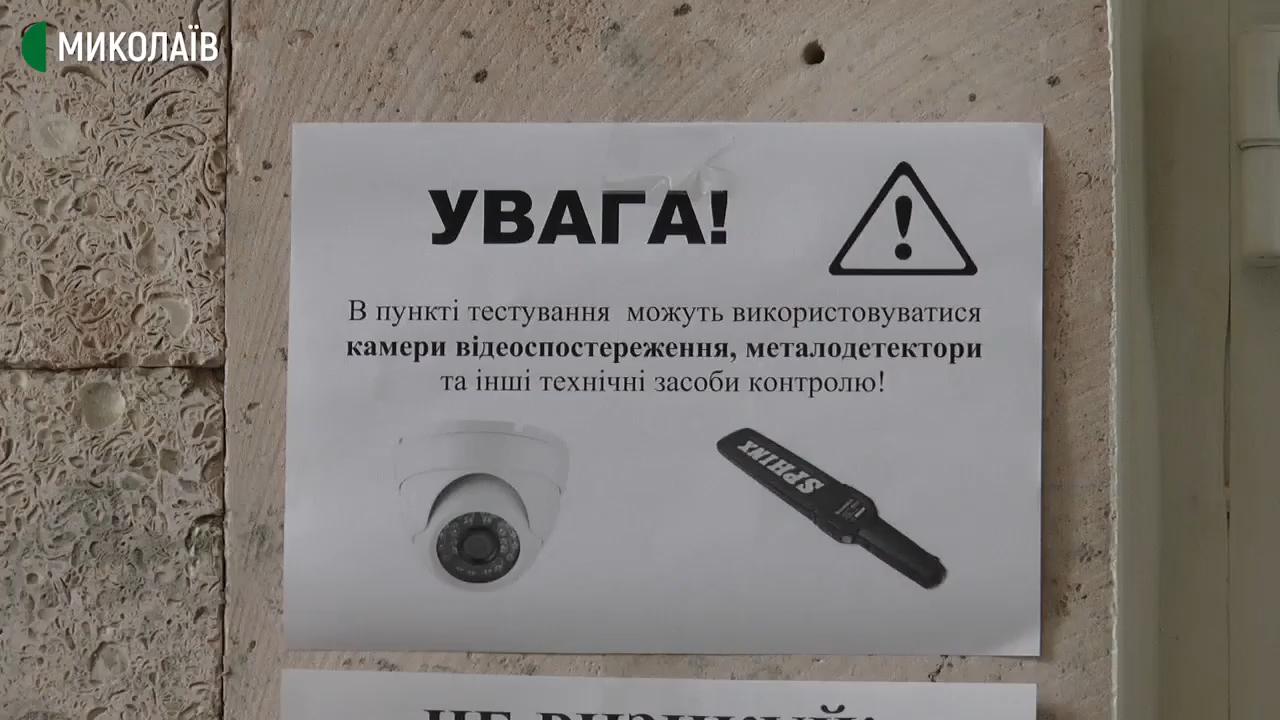 МИКОЛАЇВ
УВАГА!
В пункті тестування можуть використовуватися
камери відеоспостереження, металодетектори
та інші технічні засоби контролю!
SPHINX